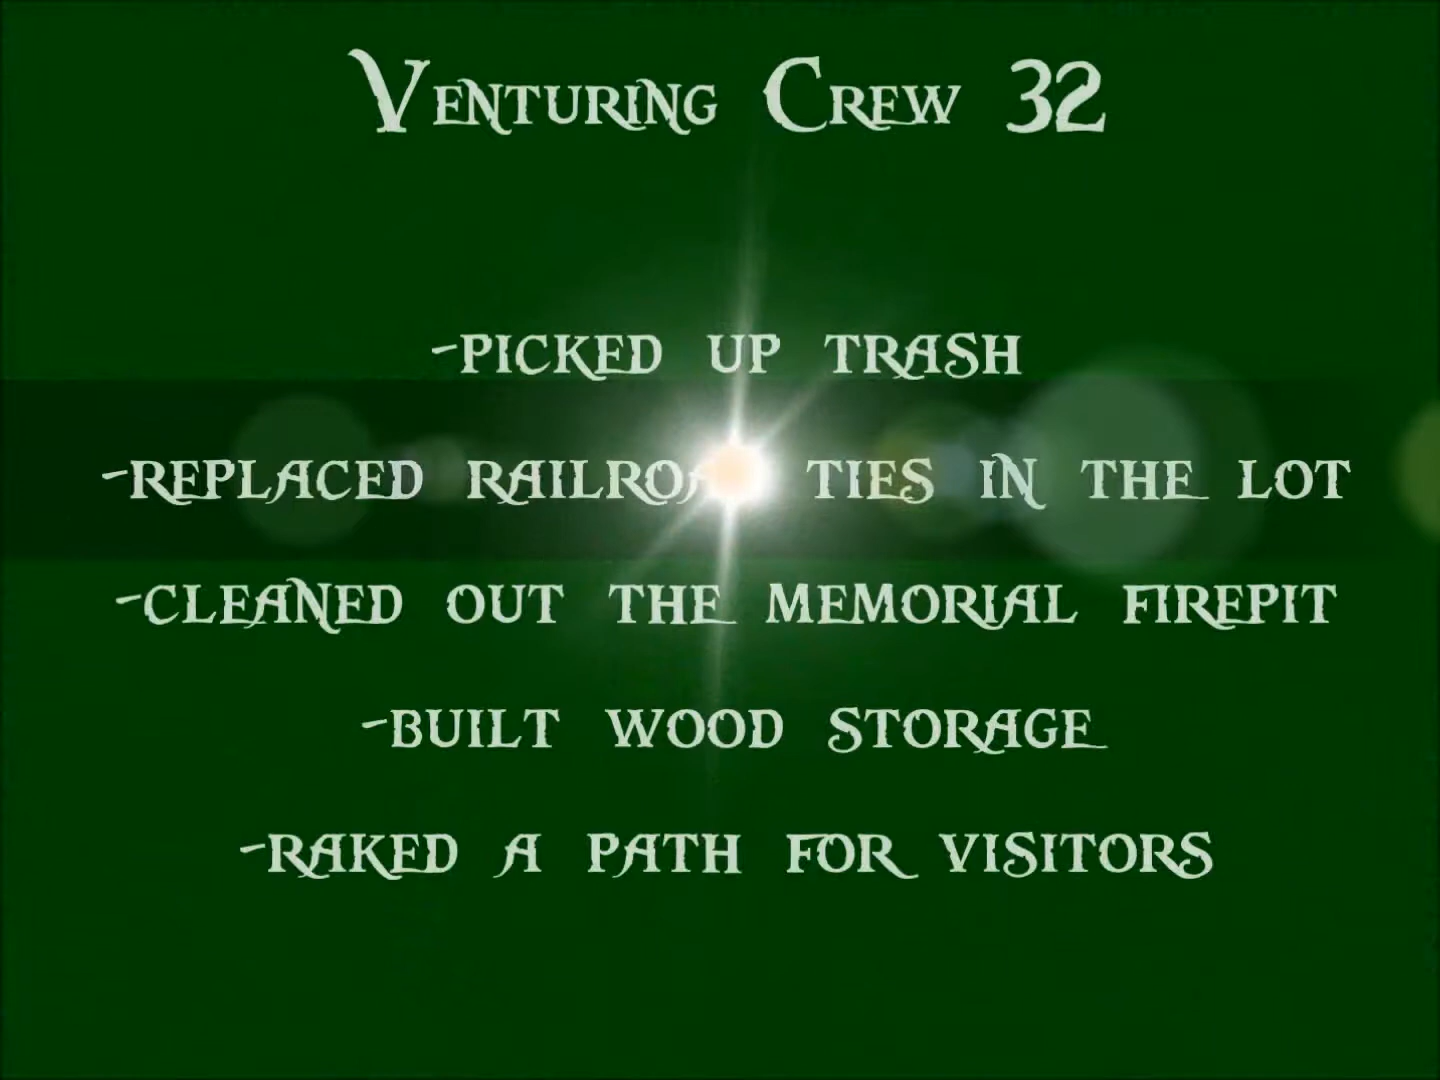 Venturing Crew 32
-PICKED UP TRASH
-REPLACED RAILROAD TIES IN THE LOT
-CLEANED OUT THE MEMORIAL FIREPIT
-BUILT WOOD STORAGE
-RAKED A PATH FOR VISITORS